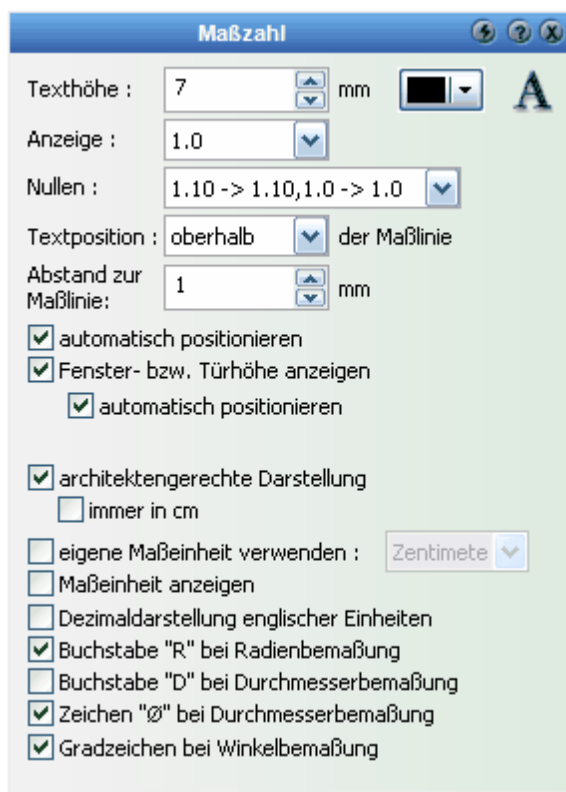 Maßzahl
Texthöhe : 7 mm A
Anzeige : 1.0
Nullen : 1.10 -> 1.10,1.0 -> 1.0
Textposition : oberhalb der Maßlinie
Abstand zur
Maßlinie: 1 mm
automatisch positionieren
Fenster- bzw. Türhöhe anzeigen
automatisch positionieren
architektengerechte Darstellung
immer in cm
eigene Maßeinheit verwenden : Zentimete
Maßeinheit anzeigen
Dezimaldarstellung englischer Einheiten
Buchstabe "R" bei Radienbemaßung
Buchstabe "D" bei Durchmesserbemaßung
Zeichen "Ø" bei Durchmesserbemaßung
Gradzeichen bei Winkelbemaßung